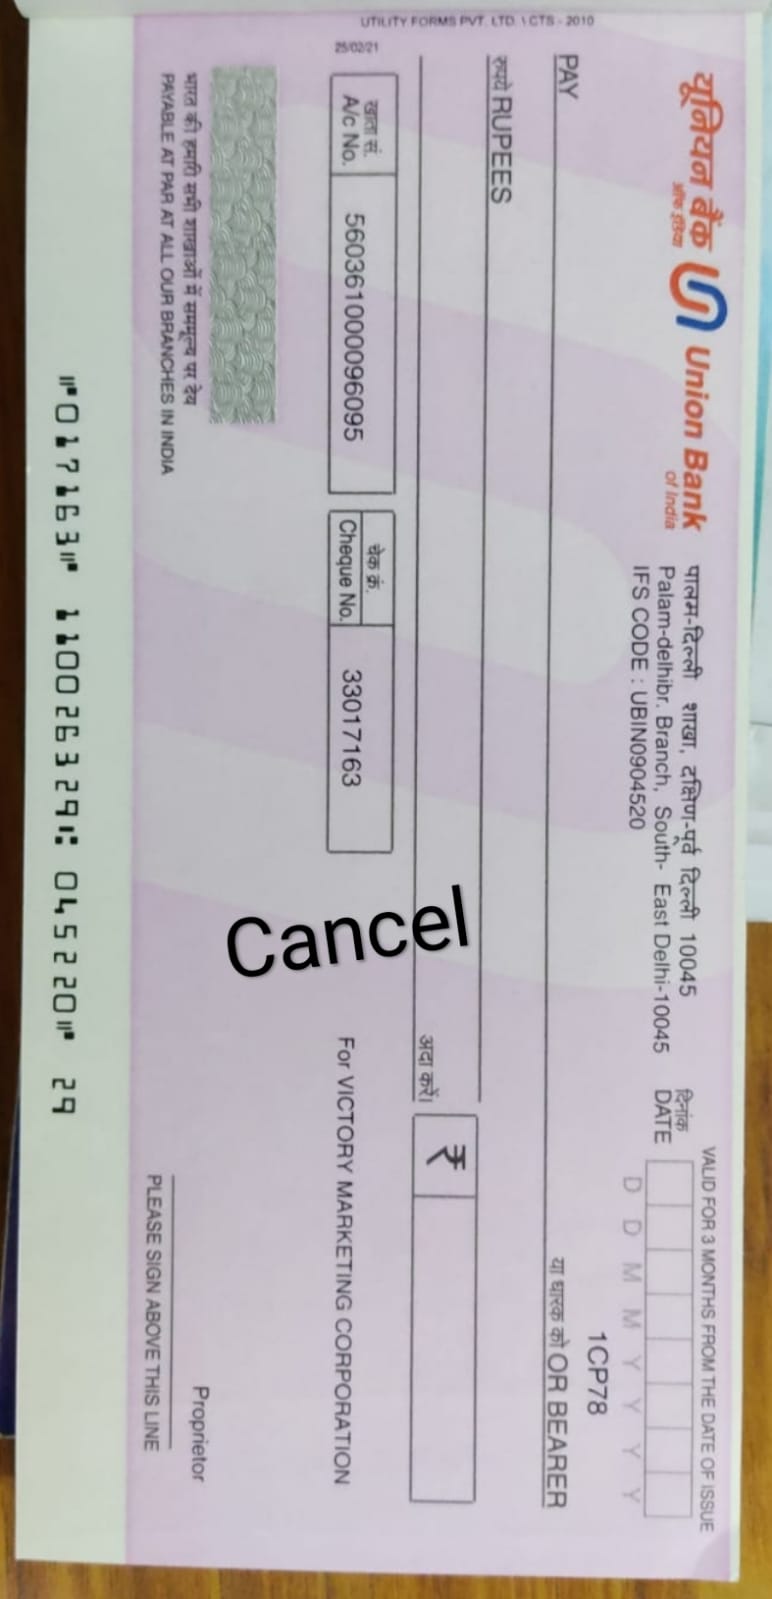 यूनियन बैंक
ऑफ इंडिया
Union Bank
of India
पालम-दिल्ली शाखा, दक्षिण-पूर्व दिल्ली 10045
Palam-delhibr. Branch, South- East Delhi-10045
IFS CODE : UBIN0904520
VALID FOR 3 MONTHS FROM THE DATE OF ISSUE
दिनांक
DATE
D D M M Y Y Y Y
1CP78
PAY
या धारक को OR BEARER
रुपये RUPEES
अदा करें।
₹
खाता सं.
A/c No.
560361000096095
चेक क्रं.
Cheque No.
33017163
Cancel
For VICTORY MARKETING CORPORATION
भारत की हमारी सभी शाखाओं में सममूल्य पर देय
PAYABLE AT PAR AT ALL OUR BRANCHES IN INDIA
Proprietor
PLEASE SIGN ABOVE THIS LINE
UTILITY FORMS PVT. LTD. \ CTS - 2010
25/02/21
⑈017163⑈ 110026329⑆ 045220⑈ 29